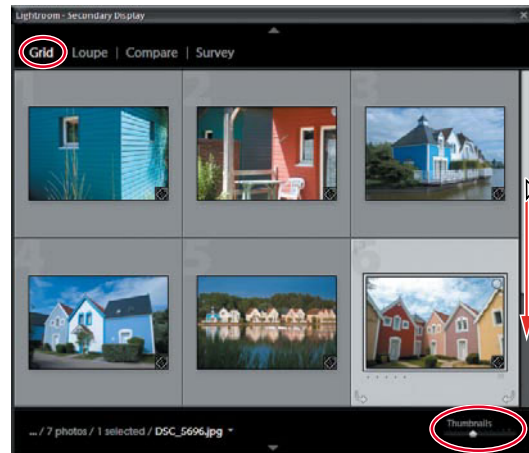 Lightroom - Secondary Display
Grid Loupe | Compare | Survey
1 2 3
4 5 6
... / 7 photos / 1 selected / DSC_5696.jpg
Thumbnails